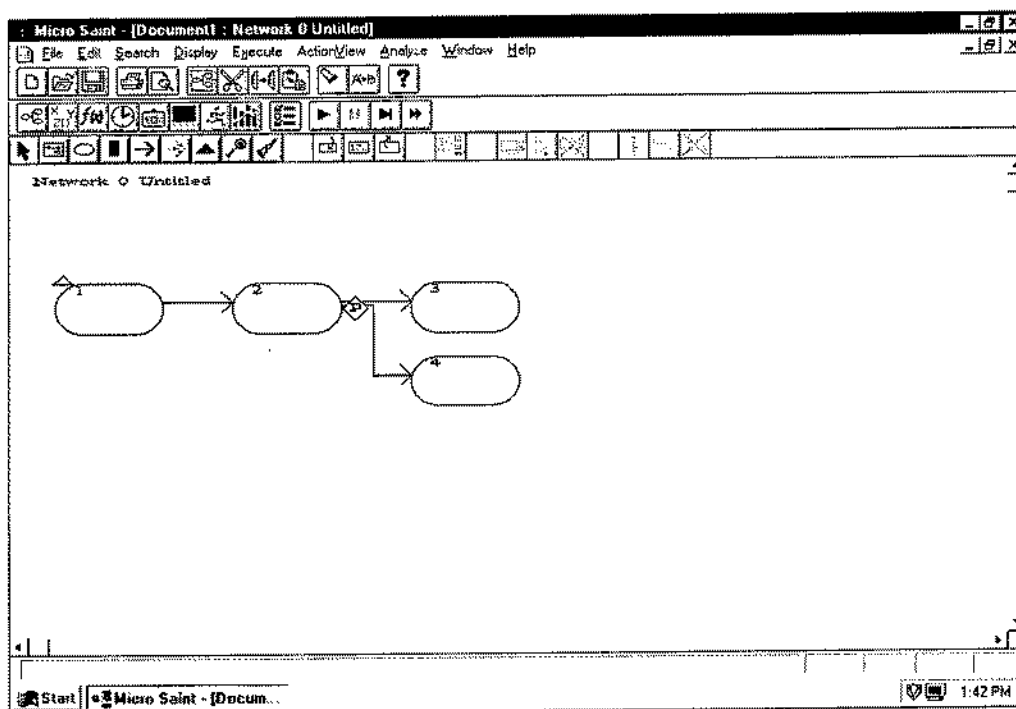 Micro Saint - [Document1 : Network 0 Untitled]
File Edit Search Display Execute ActionView Analyze Window Help
A→b ?
f(x)
Network 0 Untitled
1 2 3
P
4
Start Micro Saint - [Docum... 1:42 PM